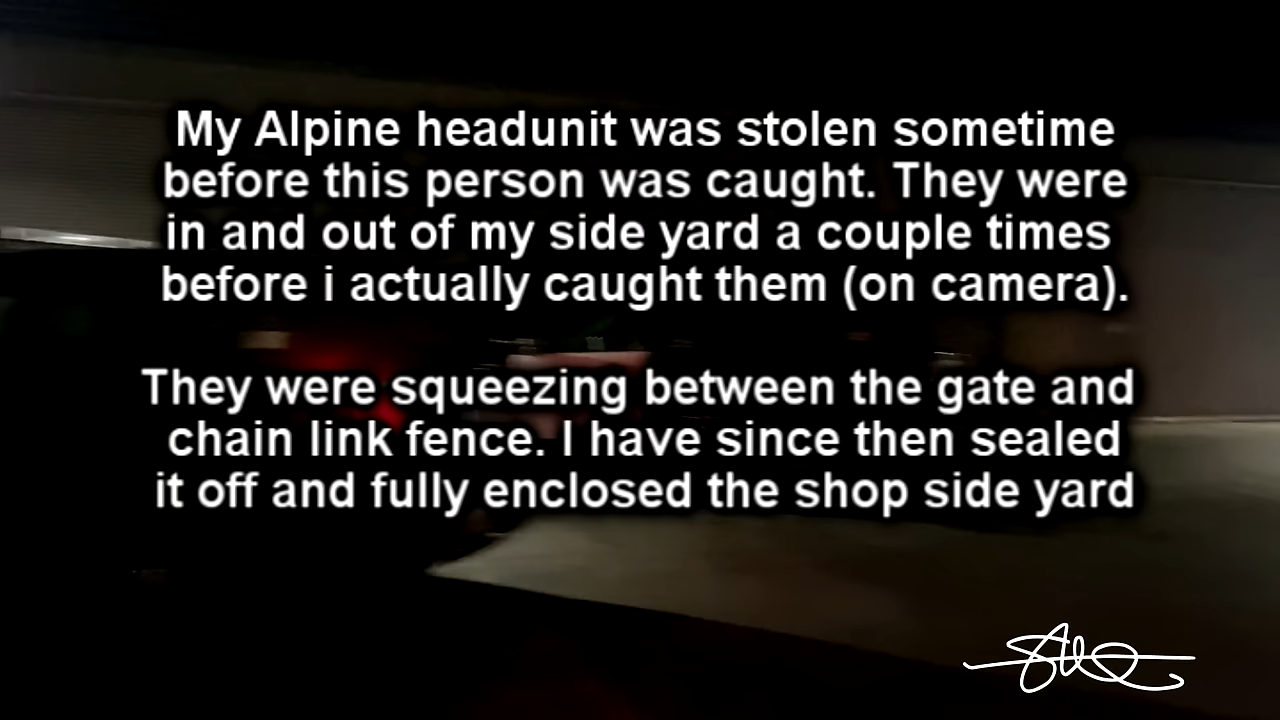 My Alpine headunit was stolen sometime
before this person was caught. They were
in and out of my side yard a couple times
before i actually caught them (on camera).
They were squeezing between the gate and
chain link fence. I have since then sealed
it off and fully enclosed the shop side yard